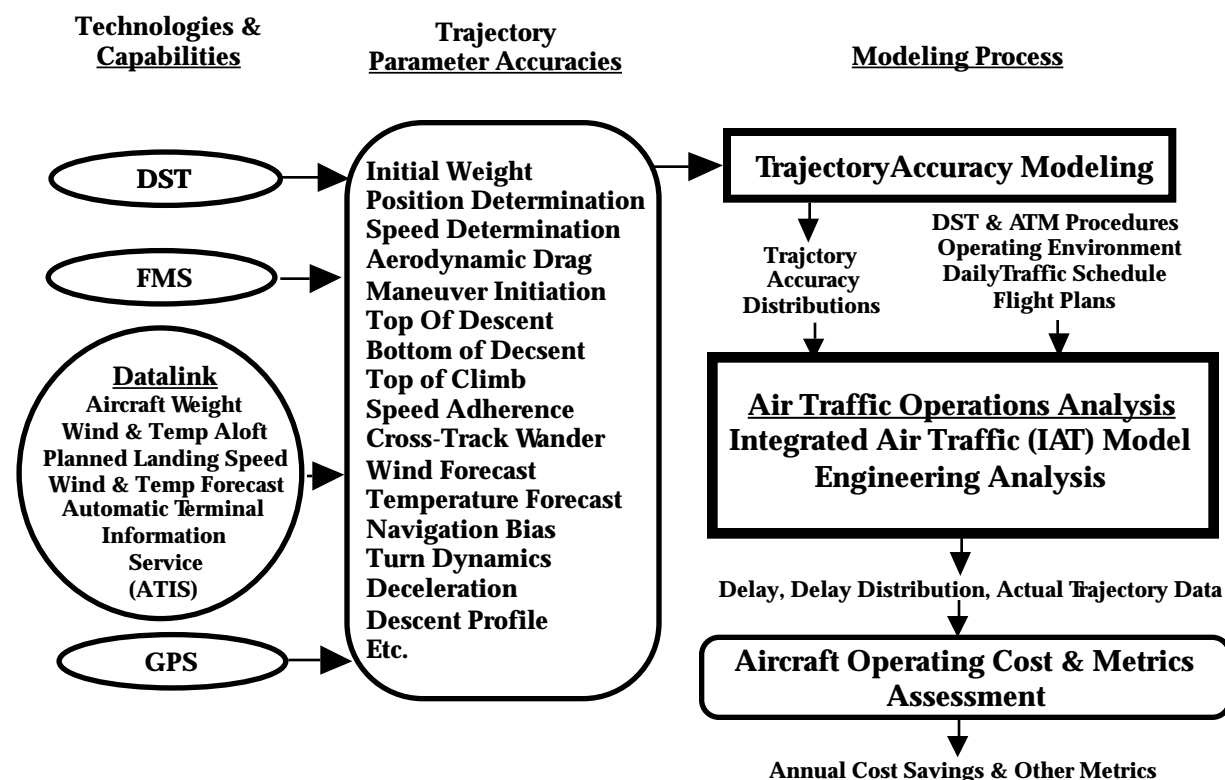 Technologies &
Capabilities
Trajectory
Parameter Accuracies
Modeling Process
DST
FMS
Datalink
Aircraft Weight
Wind & Temp Aloft
Planned Landing Speed
Wind & Temp Forecast
Automatic Terminal
Information
Service
(ATIS)
GPS
Initial Weight
Position Determination
Speed Determination
Aerodynamic Drag
Maneuver Initiation
Top Of Descent
Bottom of Decsent
Top of Climb
Speed Adherence
Cross-Track Wander
Wind Forecast
Temperature Forecast
Navigation Bias
Turn Dynamics
Deceleration
Descent Profile
Etc.
TrajectoryAccuracy Modeling
Trajctory
Accuracy
Distributions
DST & ATM Procedures
Operating Environment
DailyTraffic Schedule
Flight Plans
Air Traffic Operations Analysis
Integrated Air Traffic (IAT) Model
Engineering Analysis
Delay, Delay Distribution, Actual Trajectory Data
Aircraft Operating Cost & Metrics
Assessment
Annual Cost Savings & Other Metrics